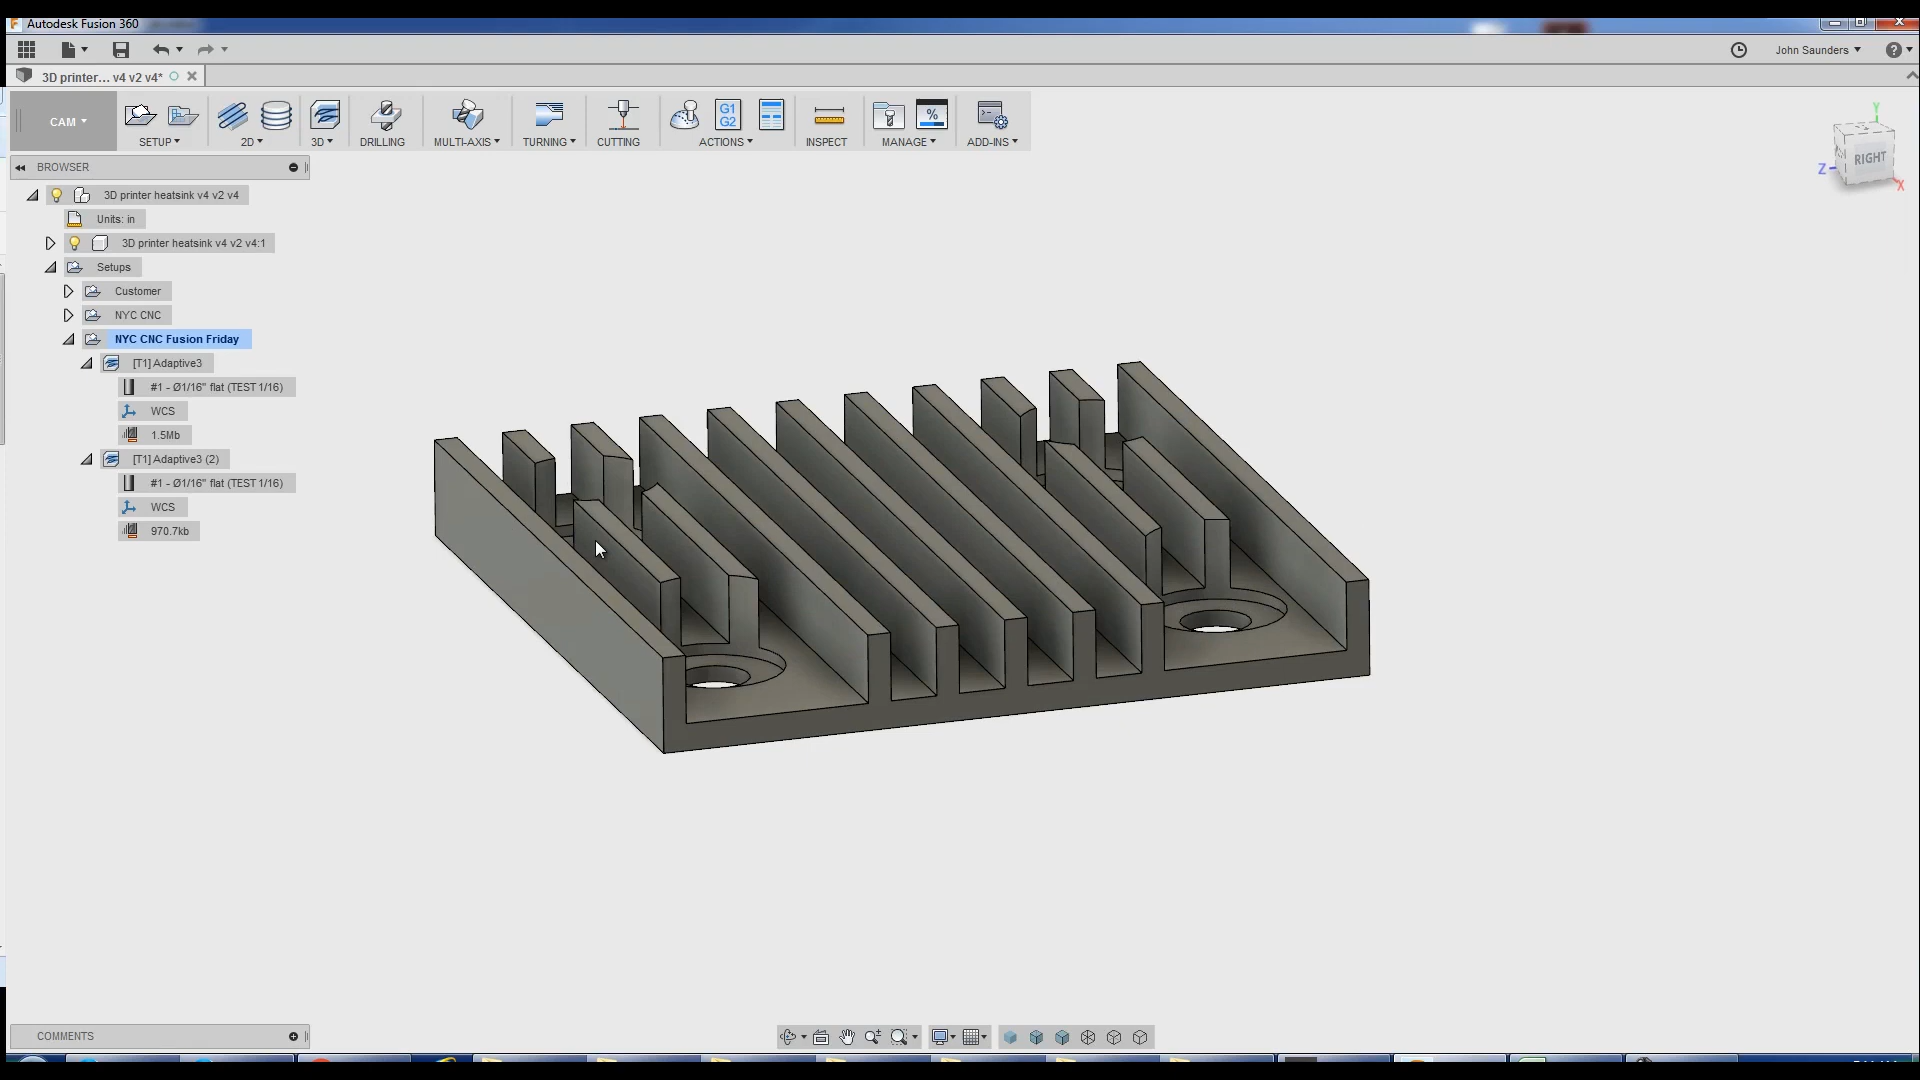 Autodesk Fusion 360
John Saunders
3D printer... v4 v2 v4*
CAM
SETUP
2D
3D
DRILLING
MULTI-AXIS
TURNING
CUTTING
G1
G2
ACTIONS
INSPECT
%
MANAGE
ADD-INS
Y
RIGHT
Z
X
BROWSER
3D printer heatsink v4 v2 v4
Units: in
3D printer heatsink v4 v2 v4:1
Setups
Customer
NYC CNC
NYC CNC Fusion Friday
[T1] Adaptive3
#1 - Ø1/16" flat (TEST 1/16)
WCS
1.5Mb
[T1] Adaptive3 (2)
#1 - Ø1/16" flat (TEST 1/16)
WCS
970.7kb
COMMENTS